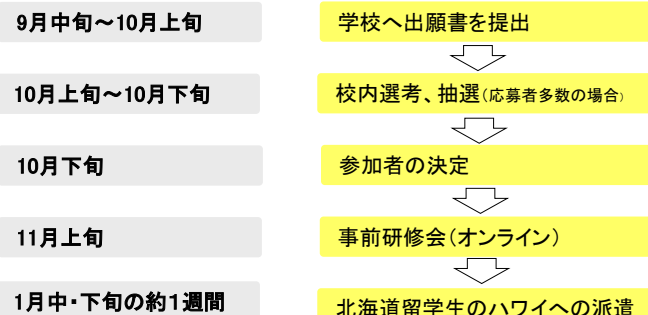 9月中旬～10月上旬
学校へ出願書を提出
10月上旬～10月下旬
校内選考、抽選(応募者多数の場合)
10月下旬
参加者の決定
11月上旬
事前研修会(オンライン)
1月中・下旬の約1週間
北海道留学生のハワイへの派遣